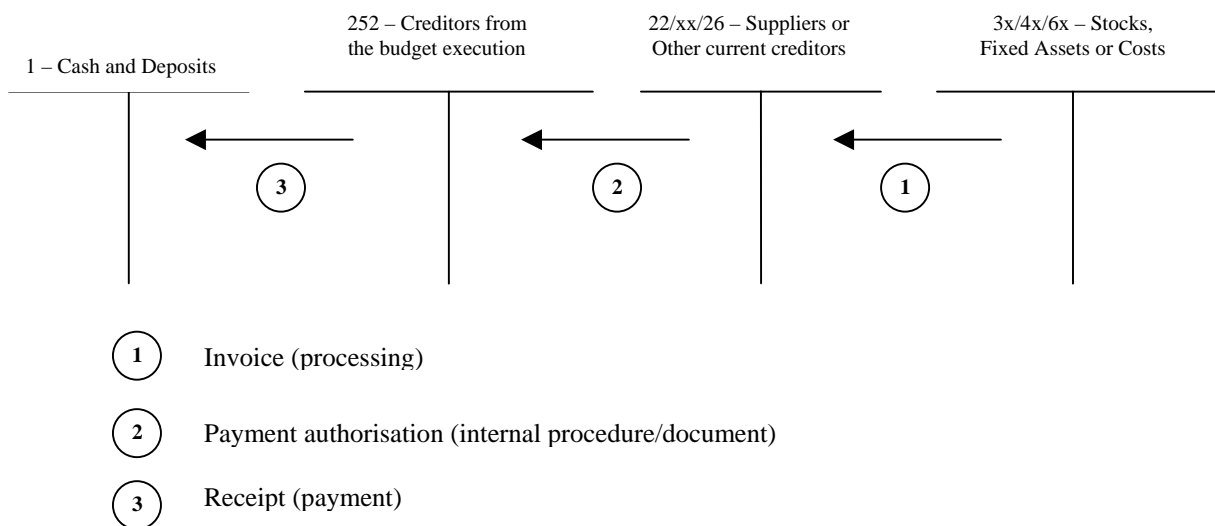 1 – Cash and Deposits
252 – Creditors from
the budget execution
22/xx/26 – Suppliers or
Other current creditors
3x/4x/6x – Stocks,
Fixed Assets or Costs
3
2
1
1 Invoice (processing)
2 Payment authorisation (internal procedure/document)
3 Receipt (payment)